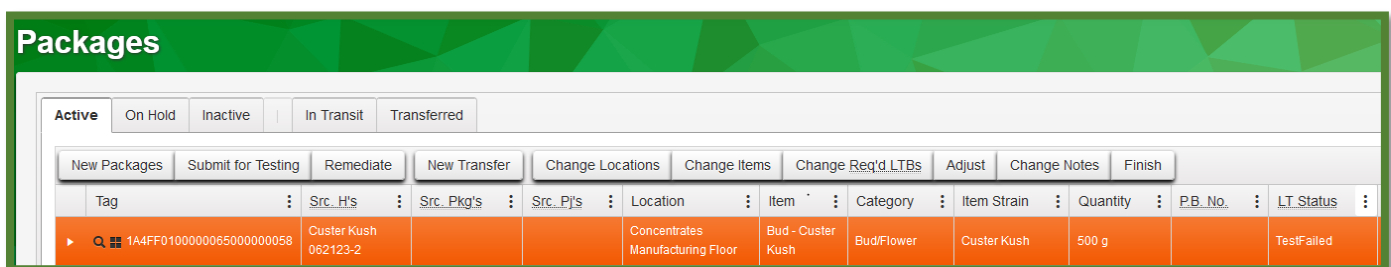 Packages
Active On Hold Inactive In Transit Transferred
New Packages Submit for Testing Remediate New Transfer Change Locations Change Items Change Req'd LTBs Adjust Change Notes Finish
Tag Src. H's Src. Pkg's Src. Pj's Location Item Category Item Strain Quantity P.B. No. LT Status
1A4FF0100000065000000058 Custer Kush 062123-2 Concentrates Manufacturing Floor Bud - Custer Kush Bud/Flower Custer Kush 500 g TestFailed